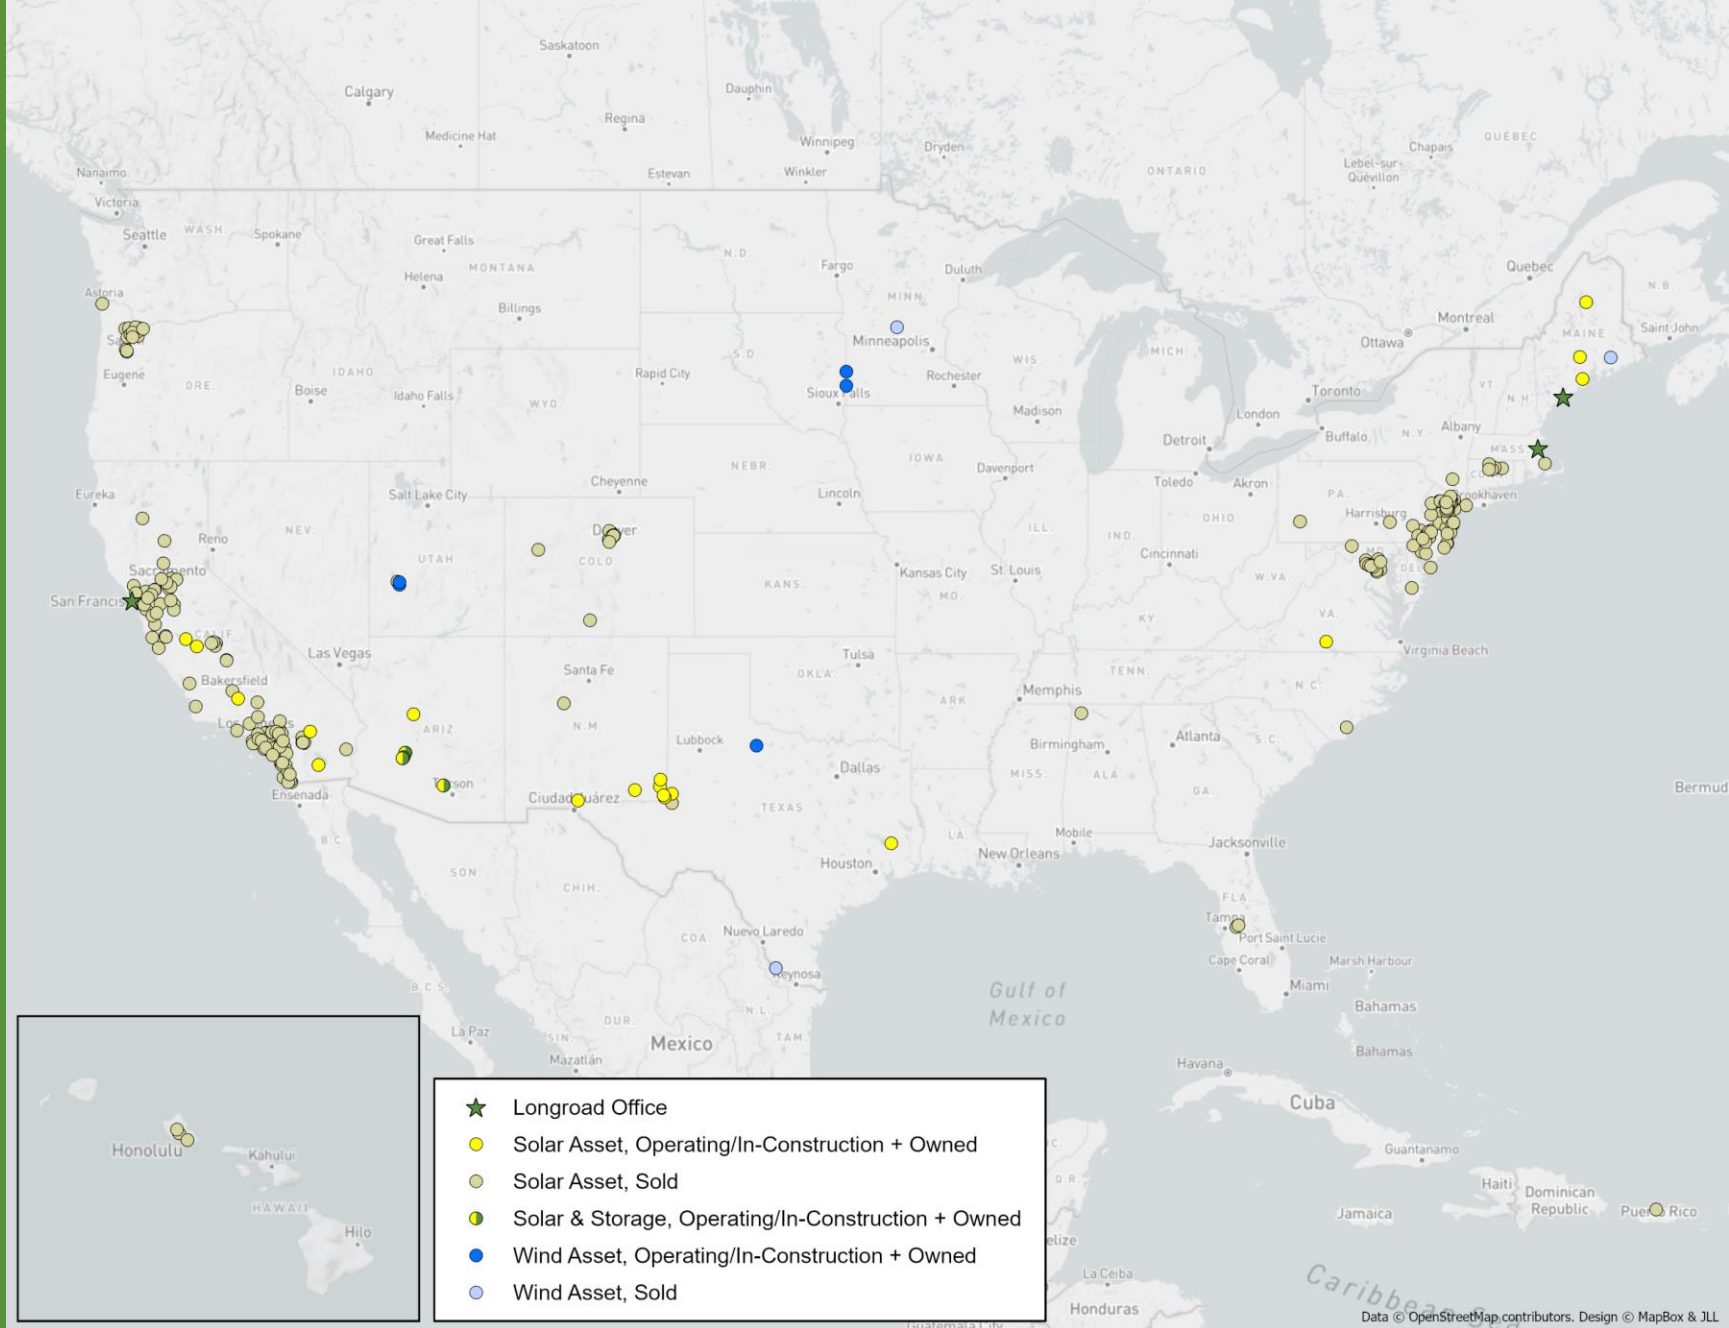 Saskatoon
Calgary
Dauphin
Regina
Medicine Hat
Winnipeg
Dryden
QUÉBEC
Chapais
Lebel-sur-
Quévillon
ONTARIO
Nanaimo
Estevan
Winkler
Victoria
Seattle
WASH
Spokane
Great Falls
Helena
MONTANA
N.D.
Fargo
Duluth
Quebec
N.B.
Astoria
Billings
MINN.
Montreal
Ottawa
MAINE
Saint John
Minneapolis
S.D.
WIS.
MICH.
Eugene
ORE.
IDAHO
Boise
Idaho Falls
Rapid City
Rochester
Sioux Falls
Toronto
VT
N.H.
WYO.
Madison
London
Detroit
Buffalo
N.Y.
Albany
MASS
NEBR.
IOWA
Davenport
Toledo
Akron
Eureka
Salt Lake City
Cheyenne
Lincoln
PA.
Harrisburg
NEV.
Reno
Denver
UTAH
COLO.
ILL.
IND.
OHIO
Cincinnati
Sacramento
KANS.
Kansas City
St. Louis
MO.
W.VA.
MD.
DEL
San Francis
CALIF.
KY.
VA.
Virginia Beach
Las Vegas
Bakersfield
Santa Fe
Tulsa
OKLA.
TENN.
N.C.
Memphis
ARK.
ARIZ.
N.M.
Lubbock
Birmingham
Atlanta
S.C.
Dallas
MISS.
ALA.
GA.
Tucson
Ensenada
Ciudad Juárez
TEXAS
Bermud
B.C.
LA.
Mobile
Jacksonville
Houston
New Orleans
SON.
CHIH.
FLA.
Tampa
Port Saint Lucie
Nuevo Laredo
COA.
Cape Coral
Marsh Harbour
Reynosa
Miami
B.C.S.
Gulf of
Mexico
Bahamas
DUR.
N.L.
La Paz
SIN.
Mexico
TAM.
Mazatlán
Bahamas
Havana
Cuba
Guantanamo
Q.R.
Haiti
Dominican
Republic
Jamaica
Puerto Rico
elize
La Ceiba
Honduras
Guatemala City
Caribbean Sea
Honolulu
Kahului
HAWAII
Hilo
Longroad Office
Solar Asset, Operating/In-Construction + Owned
Solar Asset, Sold
Solar & Storage, Operating/In-Construction + Owned
Wind Asset, Operating/In-Construction + Owned
Wind Asset, Sold
Data © OpenStreetMap contributors. Design © MapBox & JLL